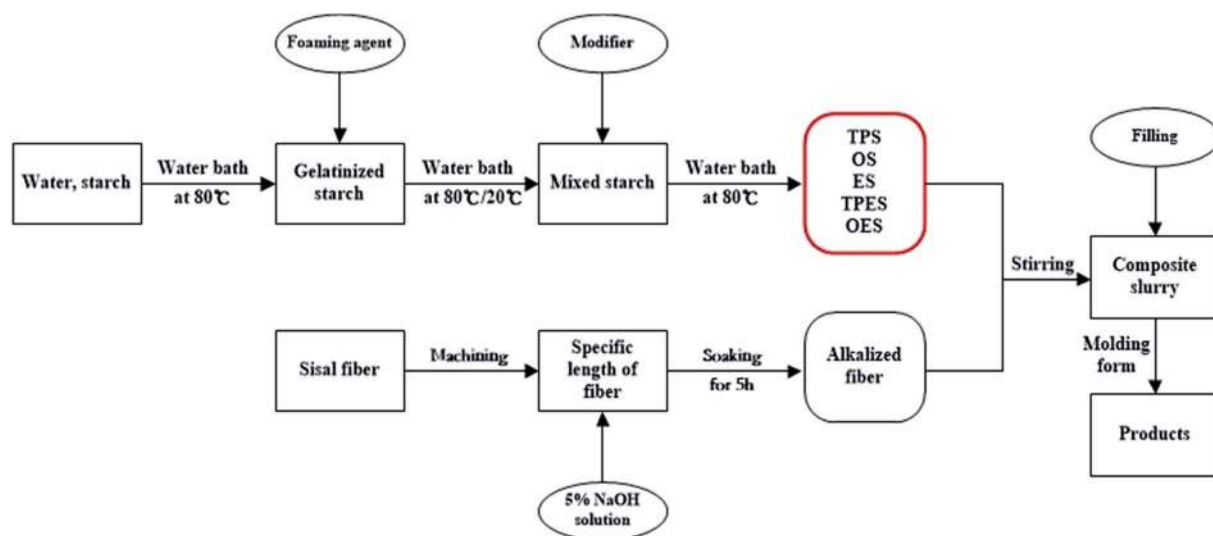 Foaming agent
Modifier
Filling
Water, starch
Water bath
at 80℃
Gelatinized
starch
Water bath
at 80℃/20℃
Mixed starch
Water bath
at 80℃
TPS
OS
ES
TPES
OES
Stirring
Composite
slurry
Sisal fiber
Machining
Specific
length of
fiber
Soaking
for 5h
Alkalized
fiber
Molding
form
Products
5% NaOH
solution